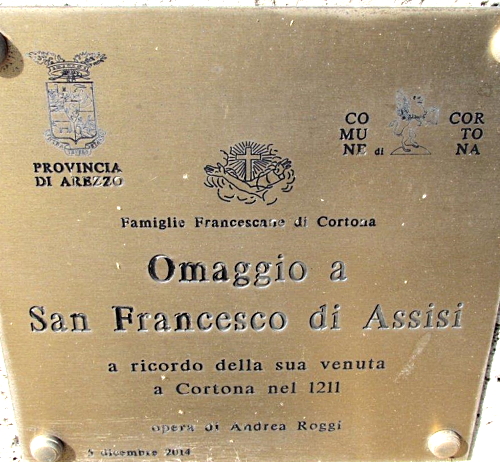 PROVINCIA
DI AREZZO
CO COR
MU TO
NE di NA
Famiglie Francescane di Cortona
Omaggio a
San Francesco di Assisi
a ricordo della sua venuta
a Cortona nel 1211
opera di Andrea Roggi
5 dicembre 2014